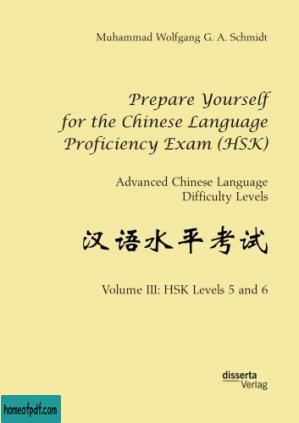 Muhammad Wolfgang G. A. Schmidt
Prepare Yourself
for the Chinese Language
Proficiency Exam (HSK)
Advanced Chinese Language
Difficulty Levels
汉语水平考试
Volume III: HSK Levels 5 and 6
disserta
Verlag
homeofpdf.com